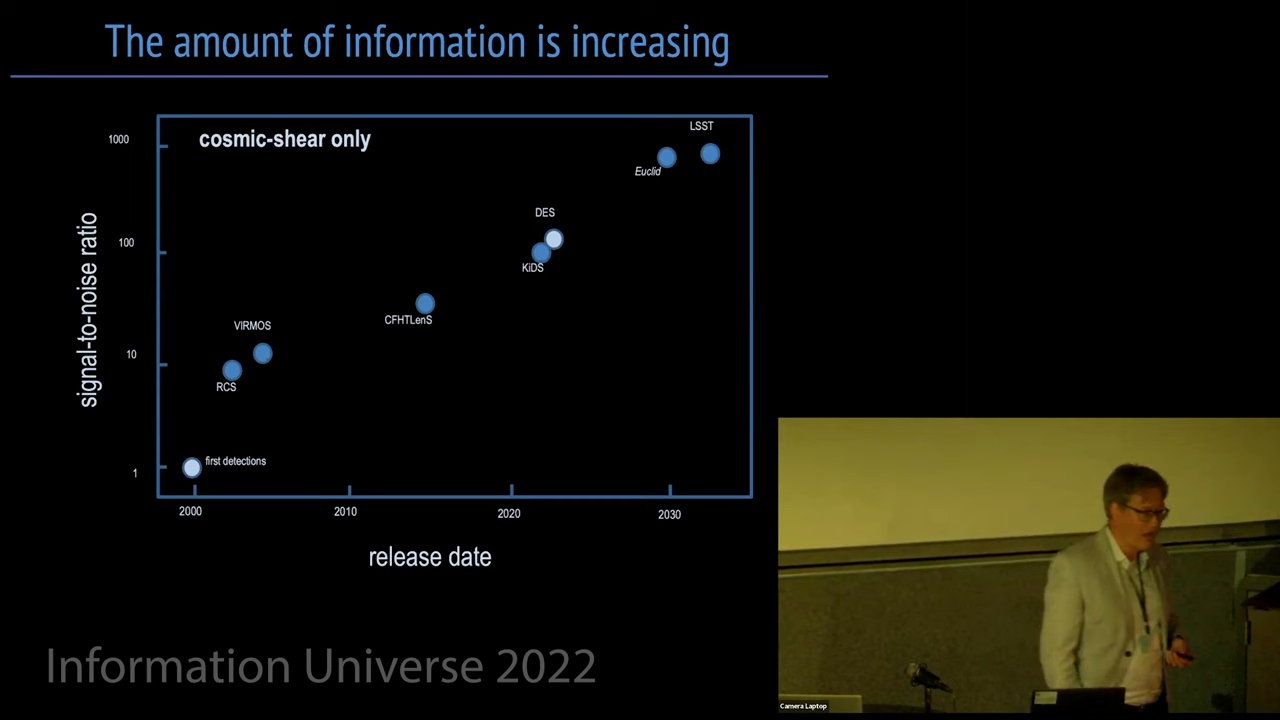 The amount of information is increasing
cosmic-shear only
signal-to-noise ratio
1000
100
10
1
LSST
Euclid
DES
KiDS
CFHTLenS
VIRMOS
RCS
first detections
2000
2010
2020
2030
release date
Information Universe 2022
Camera Laptop